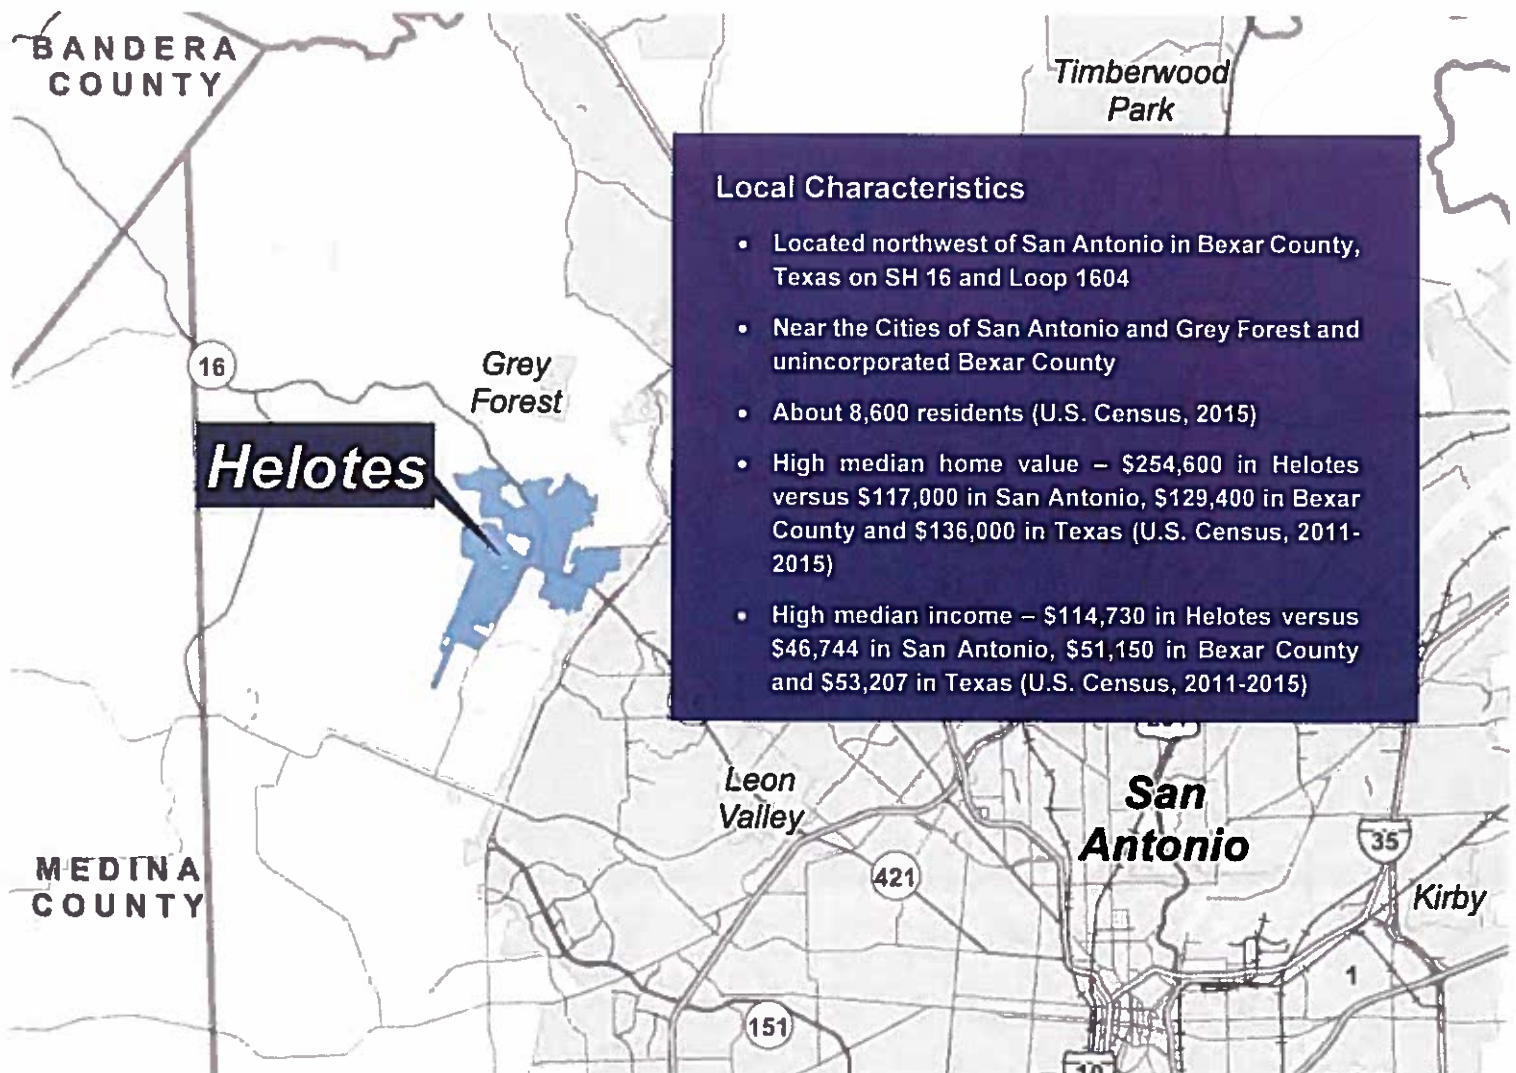 BANDERA
COUNTY
Timberwood
Park
Local Characteristics
• Located northwest of San Antonio in Bexar County,
Texas on SH 16 and Loop 1604
• Near the Cities of San Antonio and Grey Forest and
unincorporated Bexar County
• About 8,600 residents (U.S. Census, 2015)
• High median home value – $254,600 in Helotes
versus $117,000 in San Antonio, $129,400 in Bexar
County and $136,000 in Texas (U.S. Census, 2011-
2015)
• High median income – $114,730 in Helotes versus
$46,744 in San Antonio, $51,150 in Bexar County
and $53,207 in Texas (U.S. Census, 2011-2015)
16
Grey
Forest
Helotes
Leon
Valley
San
Antonio
35
421
Kirby
MEDINA
COUNTY
1
151
10